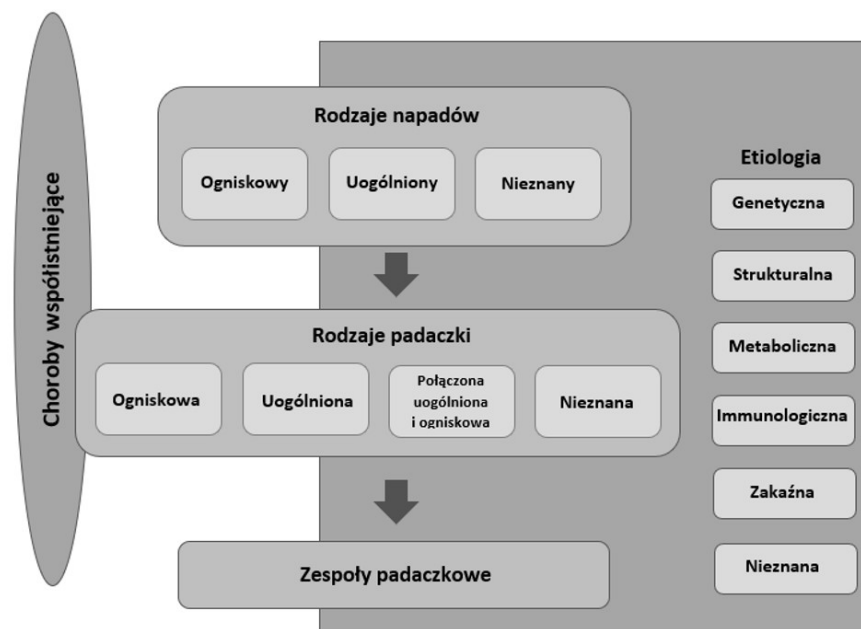 Choroby współistniejące
Rodzaje napadów
Ogniskowy
Uogólniony
Nieznany
Rodzaje padaczki
Ogniskowa
Uogólniona
Połączona
uogólniona
i ogniskowa
Nieznana
Zespoły padaczkowe
Etiologia
Genetyczna
Strukturalna
Metaboliczna
Immunologiczna
Zakaźna
Nieznana